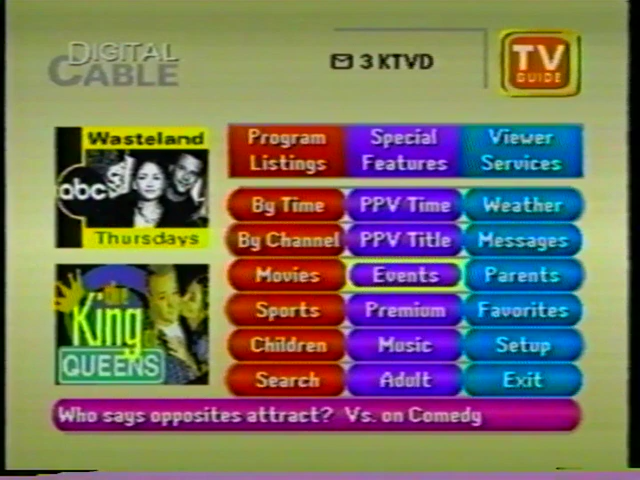 DIGITAL
CABLE
3 KTVD
TV
GUIDE
Wasteland
abc
Thursdays
the
King
QUEENS
Program Listings
Special Features
Viewer Services
By Time
PPV Time
Weather
By Channel
PPV Title
Messages
Movies
Events
Parents
Sports
Premium
Favorites
Children
Music
Setup
Search
Adult
Exit
Who says opposites attract? Vs. on Comedy